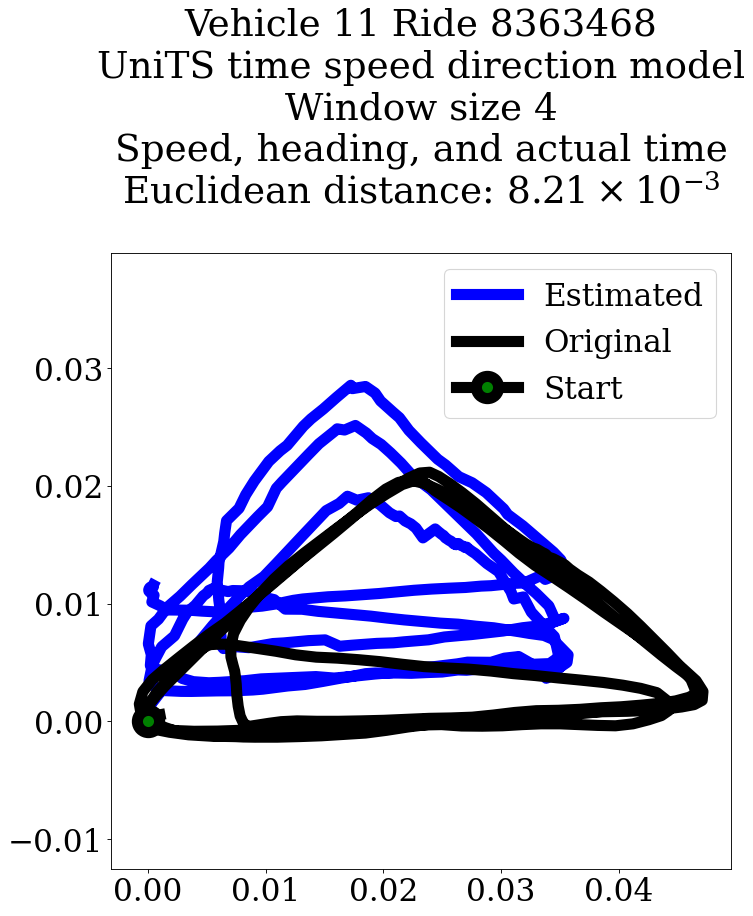 Vehicle 11 Ride 8363468
UniTS time speed direction model
Window size 4
Speed, heading, and actual time
Euclidean distance: 8.21 × 10⁻³
Estimated
Original
Start
0.03
0.02
0.01
0.00
−0.01
0.00 0.01 0.02 0.03 0.04